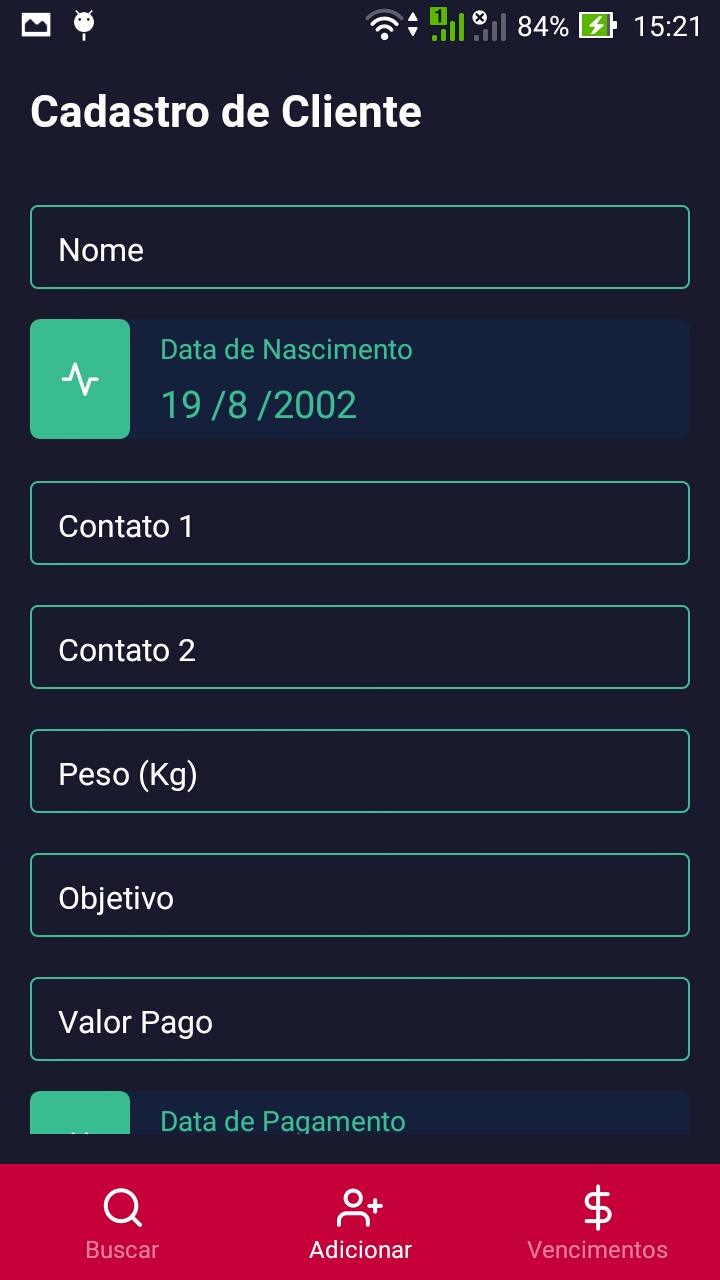 1 84% 15:21
Cadastro de Cliente
Nome
Data de Nascimento
19 /8 /2002
Contato 1
Contato 2
Peso (Kg)
Objetivo
Valor Pago
Data de Pagamento
Buscar Adicionar Vencimentos